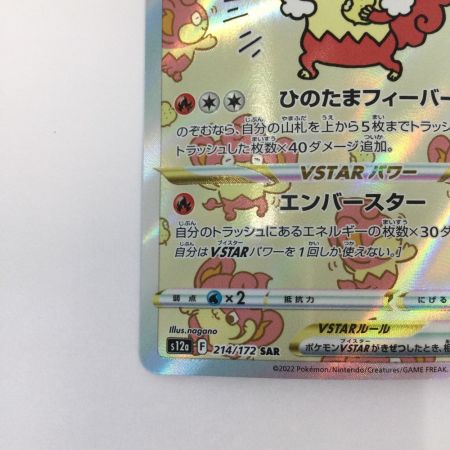 ひのたまフィーバー
のぞむなら、自分の山札を上から5枚までトラッシ
トラッシュした枚数×40ダメージ追加。
VSTARパワー
エンバースター
自分のトラッシュにあるエネルギーの枚数×30ダ
[自分はVSTARパワーを1回しか使えない。]
弱点 ×2 抵抗力 にげる
Illus.nagano
VSTARルール
s12a F 214/172 SAR
ポケモンVSTARがきぜつしたとき、相
©2022 Pokémon/Nintendo/Creatures/GAME FREAK.